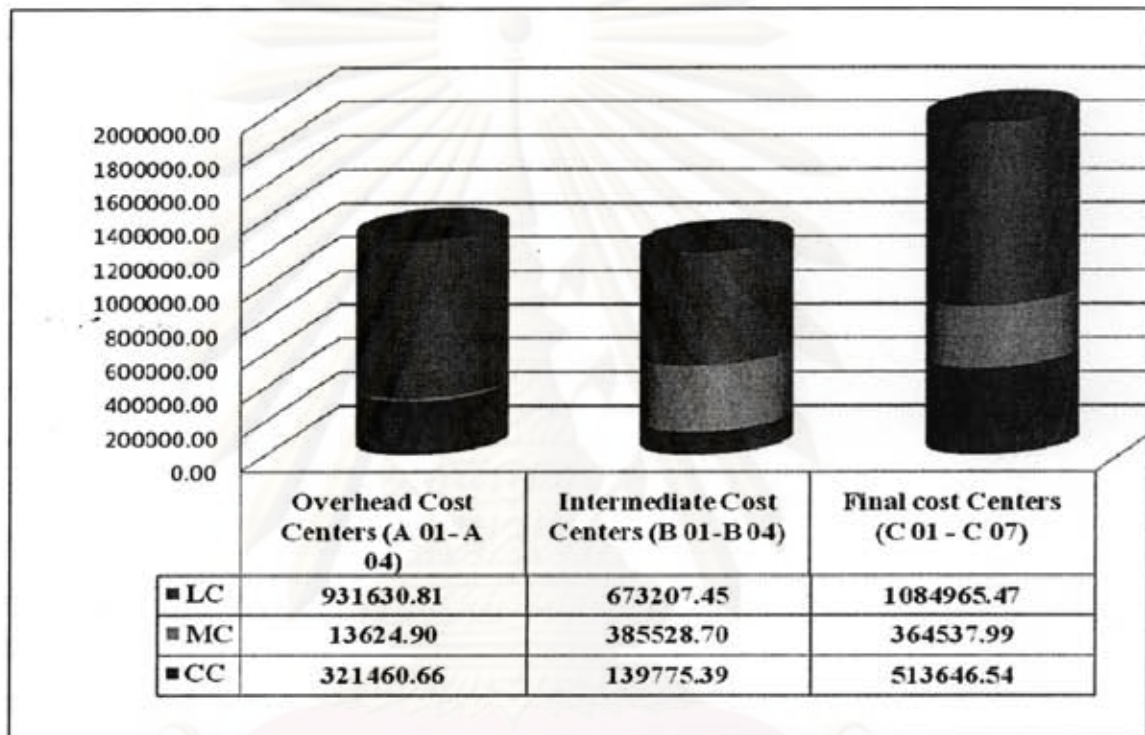 2000000.00
1800000.00
1600000.00
1400000.00
1200000.00
1000000.00
800000.00
600000.00
400000.00
200000.00
0.00
Overhead Cost Centers (A 01- A 04)
Intermediate Cost Centers (B 01-B 04)
Final cost Centers (C 01 - C 07)
LC 931630.81 673207.45 1084965.47
MC 13624.90 385528.70 364537.99
CC 321460.66 139775.39 513646.54